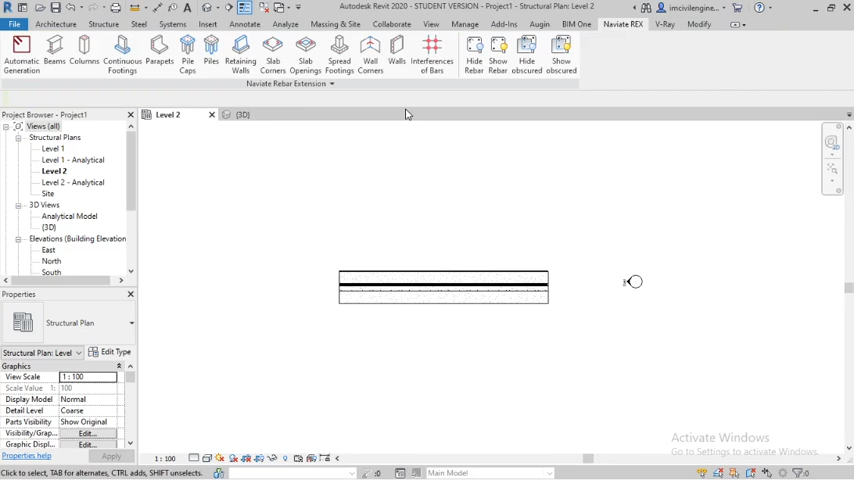 Autodesk Revit 2020 - STUDENT VERSION - Project1 - Structural Plan: Level 2
imcivilengine...
File Architecture Structure Steel Systems Insert Annotate Analyze Massing & Site Collaborate View Manage Add-Ins Augin BIM One Naviate REX V-Ray Modify
Automatic Generation
Beams
Columns
Continuous Footings
Parapets
Pile Caps
Piles
Retaining Walls
Slab Corners
Slab Openings
Spread Footings
Wall Corners
Walls
Interferences of Bars
Hide Rebar
Show Rebar
Hide obscured
Show obscured
Naviate Rebar Extension
Project Browser - Project1
Level 2
{3D}
Views (all)
Structural Plans
Level 1
Level 1 - Analytical
Level 2
Level 2 - Analytical
Site
3D Views
Analytical Model
{3D}
Elevations (Building Elevation
East
North
South
Properties
Structural Plan
Structural Plan: Level
Edit Type
Graphics
View Scale 1 : 100
Scale Value 1: 100
Display Model Normal
Detail Level Coarse
Parts Visibility Show Original
Visibility/Grap... Edit...
Graphic Displ... Edit...
Properties help
Apply
1 : 100
Activate Windows
Go to Settings to activate Windows.
Click to select, TAB for alternates, CTRL adds, SHIFT unselects.
:0
Main Model
:0